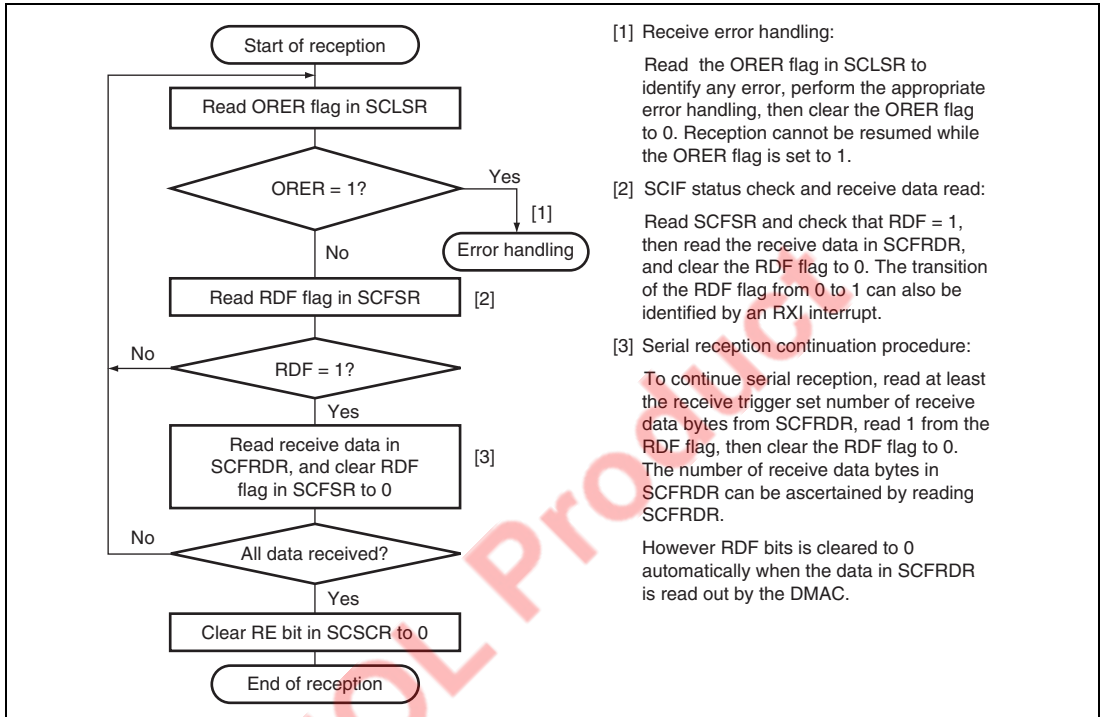 Start of reception
Read ORER flag in SCLSR
ORER = 1?
Yes
[1]
Error handling
No
Read RDF flag in SCFSR
[2]
No
RDF = 1?
Yes
Read receive data in
SCFRDR, and clear RDF
flag in SCFSR to 0
[3]
No
All data received?
Yes
Clear RE bit in SCSCR to 0
End of reception
[1] Receive error handling:
Read the ORER flag in SCLSR to
identify any error, perform the appropriate
error handling, then clear the ORER flag
to 0. Reception cannot be resumed while
the ORER flag is set to 1.
[2] SCIF status check and receive data read:
Read SCFSR and check that RDF = 1,
then read the receive data in SCFRDR,
and clear the RDF flag to 0. The transition
of the RDF flag from 0 to 1 can also be
identified by an RXI interrupt.
[3] Serial reception continuation procedure:
To continue serial reception, read at least
the receive trigger set number of receive
data bytes from SCFRDR, read 1 from the
RDF flag, then clear the RDF flag to 0.
The number of receive data bytes in
SCFRDR can be ascertained by reading
SCFRDR.
However RDF bits is cleared to 0
automatically when the data in SCFRDR
is read out by the DMAC.
OL Product